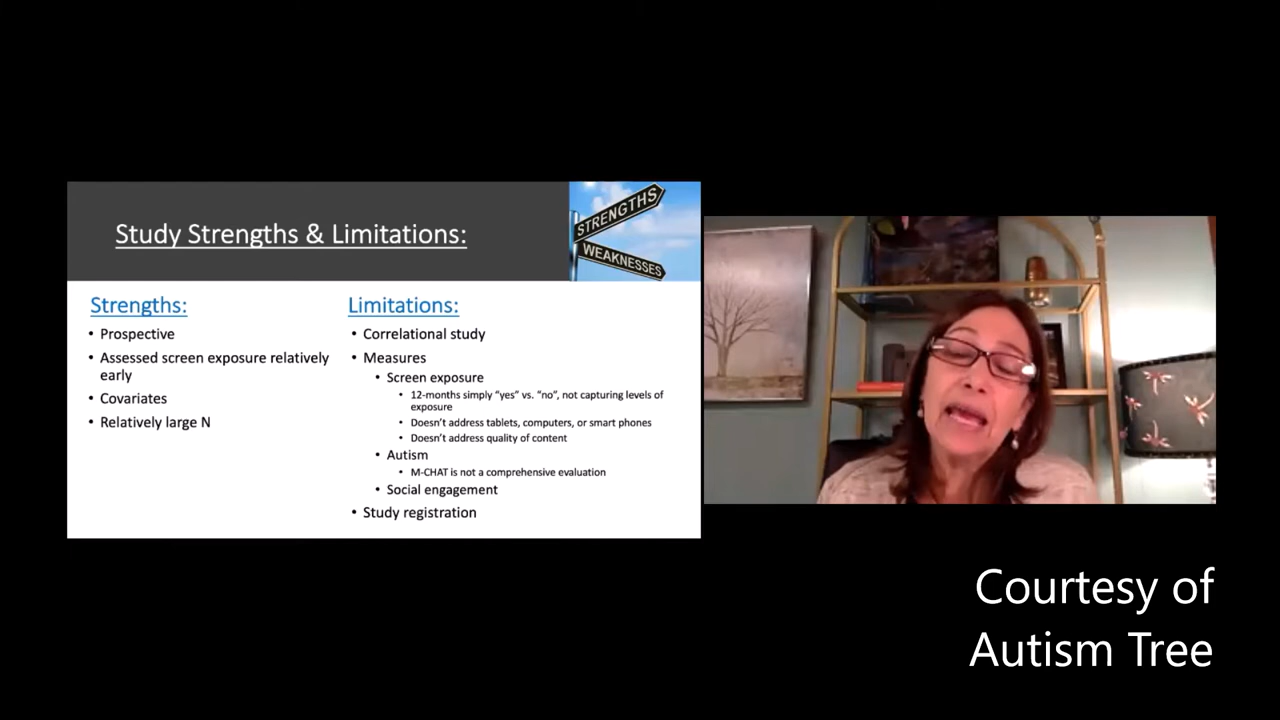 Study Strengths & Limitations:
STRENGTHS
WEAKNESSES
Strengths:
• Prospective
• Assessed screen exposure relatively
early
• Covariates
• Relatively large N
Limitations:
• Correlational study
• Measures
• Screen exposure
• 12-months simply "yes" vs. "no", not capturing levels of
exposure
• Doesn't address tablets, computers, or smart phones
• Doesn't address quality of content
• Autism
• M-CHAT is not a comprehensive evaluation
• Social engagement
• Study registration
Courtesy of
Autism Tree